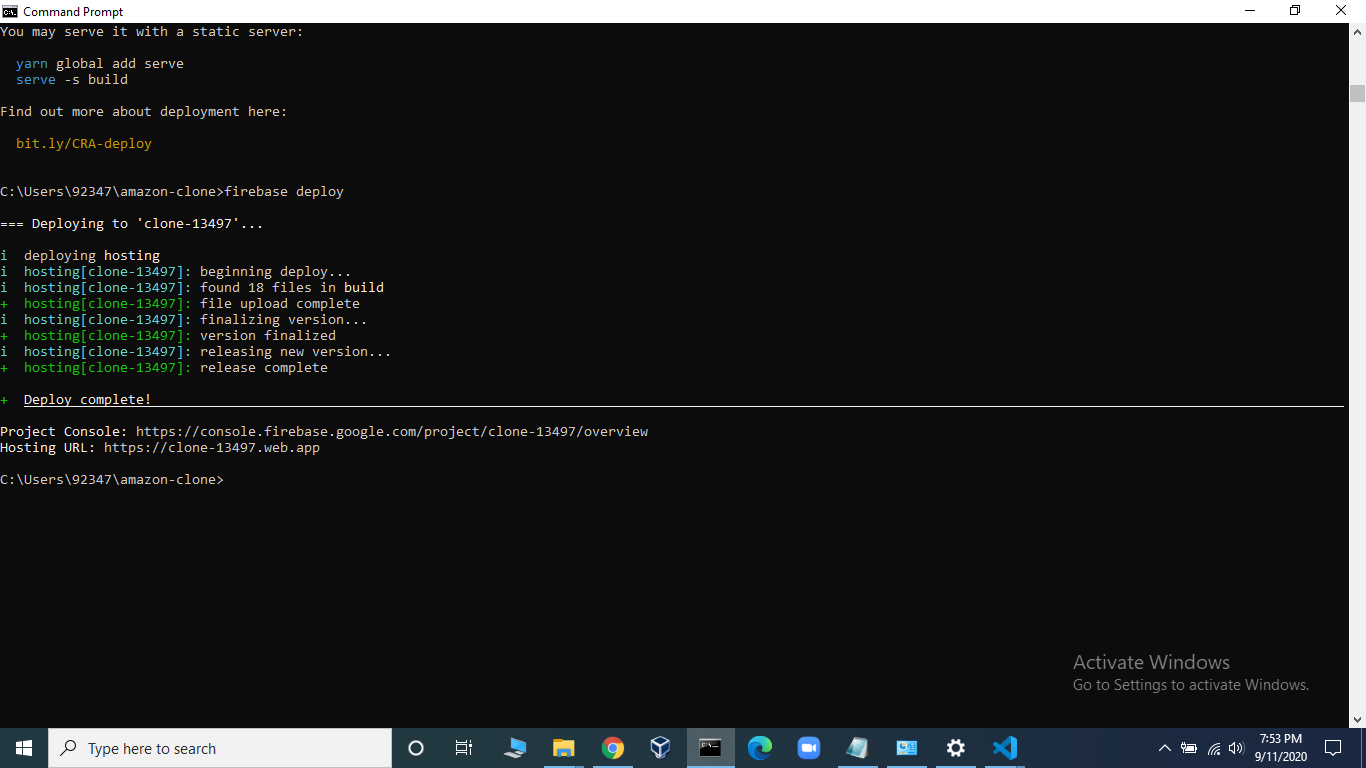 Command Prompt
You may serve it with a static server:
yarn global add serve
serve -s build
Find out more about deployment here:
bit.ly/CRA-deploy
C:\Users\92347\amazon-clone>firebase deploy
=== Deploying to 'clone-13497'...
i  deploying hosting
i  hosting[clone-13497]: beginning deploy...
i  hosting[clone-13497]: found 18 files in build
+  hosting[clone-13497]: file upload complete
i  hosting[clone-13497]: finalizing version...
+  hosting[clone-13497]: version finalized
i  hosting[clone-13497]: releasing new version...
+  hosting[clone-13497]: release complete
+  Deploy complete!
Project Console: https://console.firebase.google.com/project/clone-13497/overview
Hosting URL: https://clone-13497.web.app
C:\Users\92347\amazon-clone>
Activate Windows
Go to Settings to activate Windows.
Type here to search
7:53 PM
9/11/2020